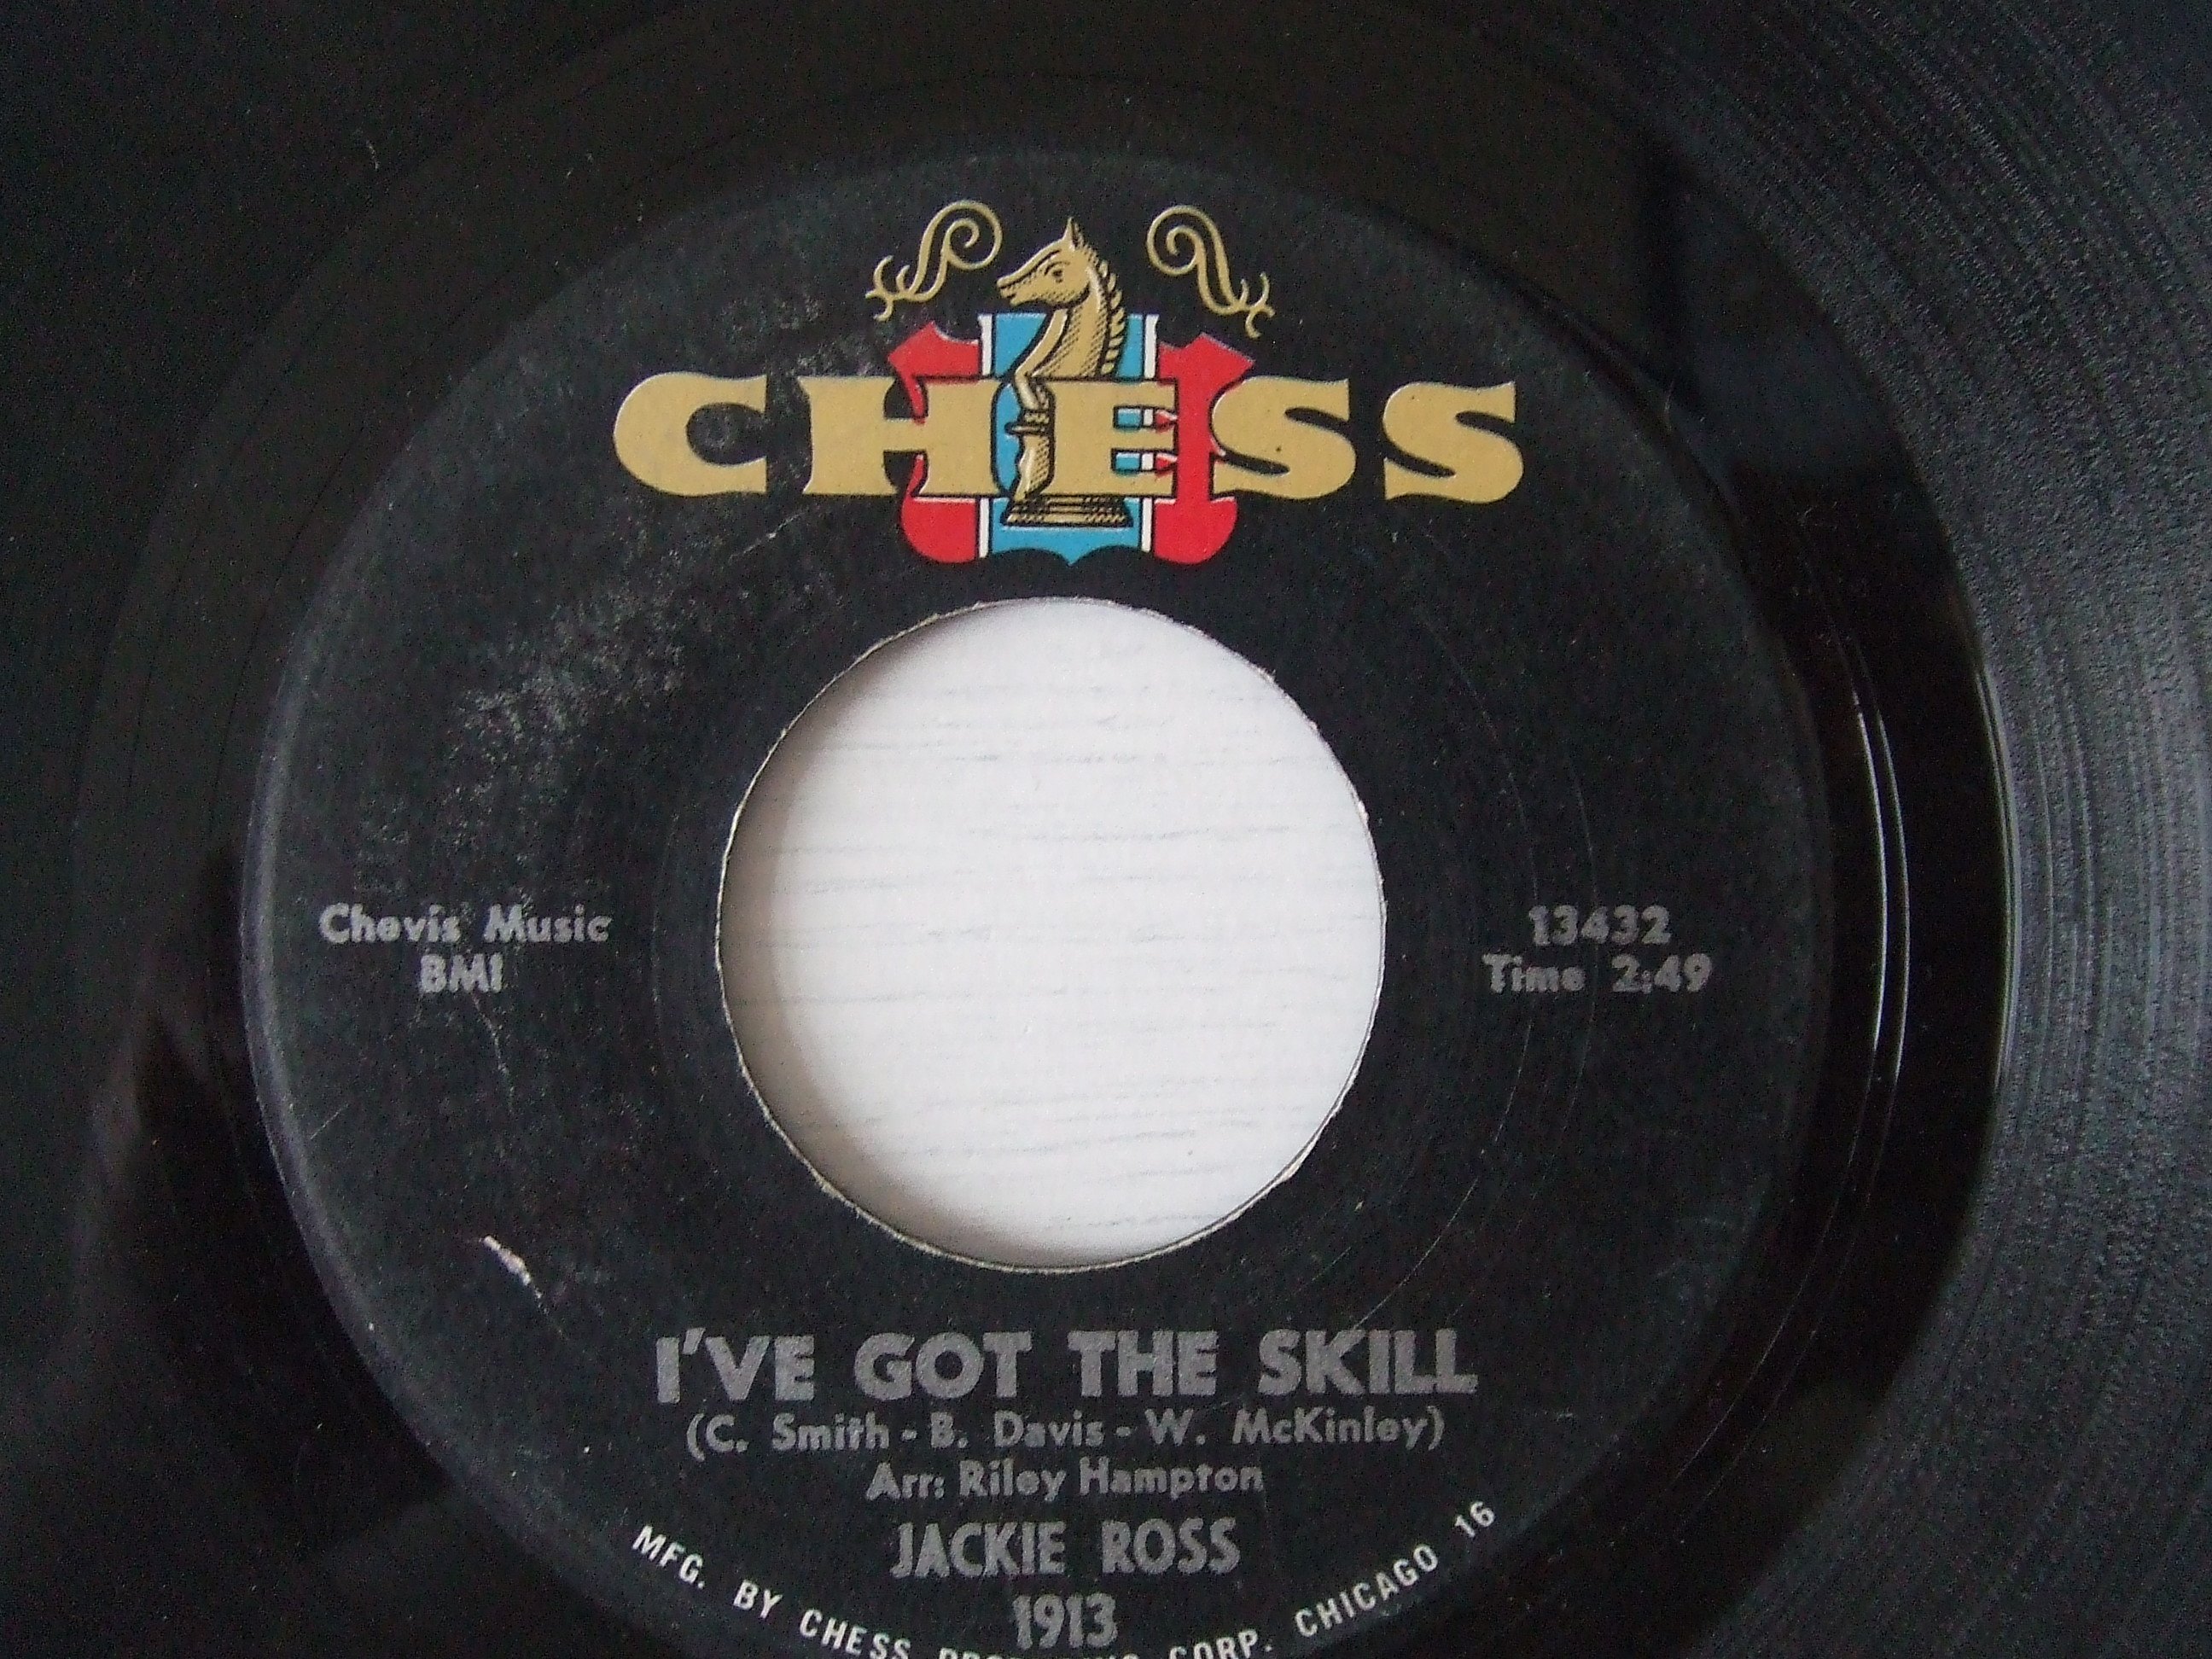 CHESS
Chevis Music
BMI
13432
Time 2:49
I'VE GOT THE SKILL
(C. Smith - B. Davis - W. McKinley)
Arr: Riley Hampton
JACKIE ROSS
1913
MFG. BY CHESS CORP. CHICAGO 16